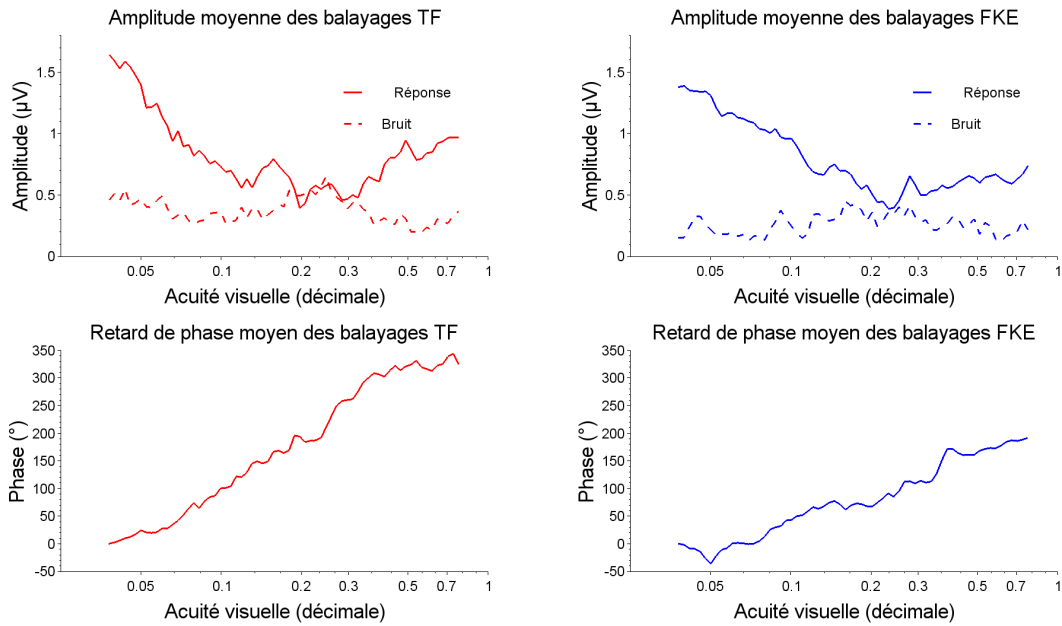 Amplitude moyenne des balayages TF
Amplitude (µV)
1.5
1
0.5
0
Réponse
Bruit
0.05 0.1 0.2 0.3 0.5 0.7 1
Acuité visuelle (décimale)
Amplitude moyenne des balayages FKE
Amplitude (µV)
1.5
1
0.5
0
Réponse
Bruit
0.05 0.1 0.2 0.3 0.5 0.7 1
Acuité visuelle (décimale)
Retard de phase moyen des balayages TF
Phase (°)
350
300
250
200
150
100
50
0
-50
0.05 0.1 0.2 0.3 0.5 0.7 1
Acuité visuelle (décimale)
Retard de phase moyen des balayages FKE
Phase (°)
350
300
250
200
150
100
50
0
-50
0.05 0.1 0.2 0.3 0.5 0.7 1
Acuité visuelle (décimale)